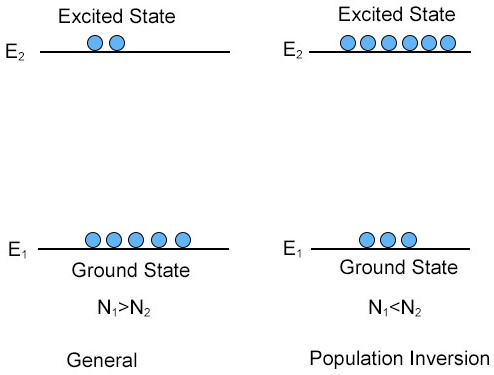 Excited State
E₂
E₁
Ground State
N₁>N₂
General
Excited State
E₂
E₁
Ground State
N₁<N₂
Population Inversion